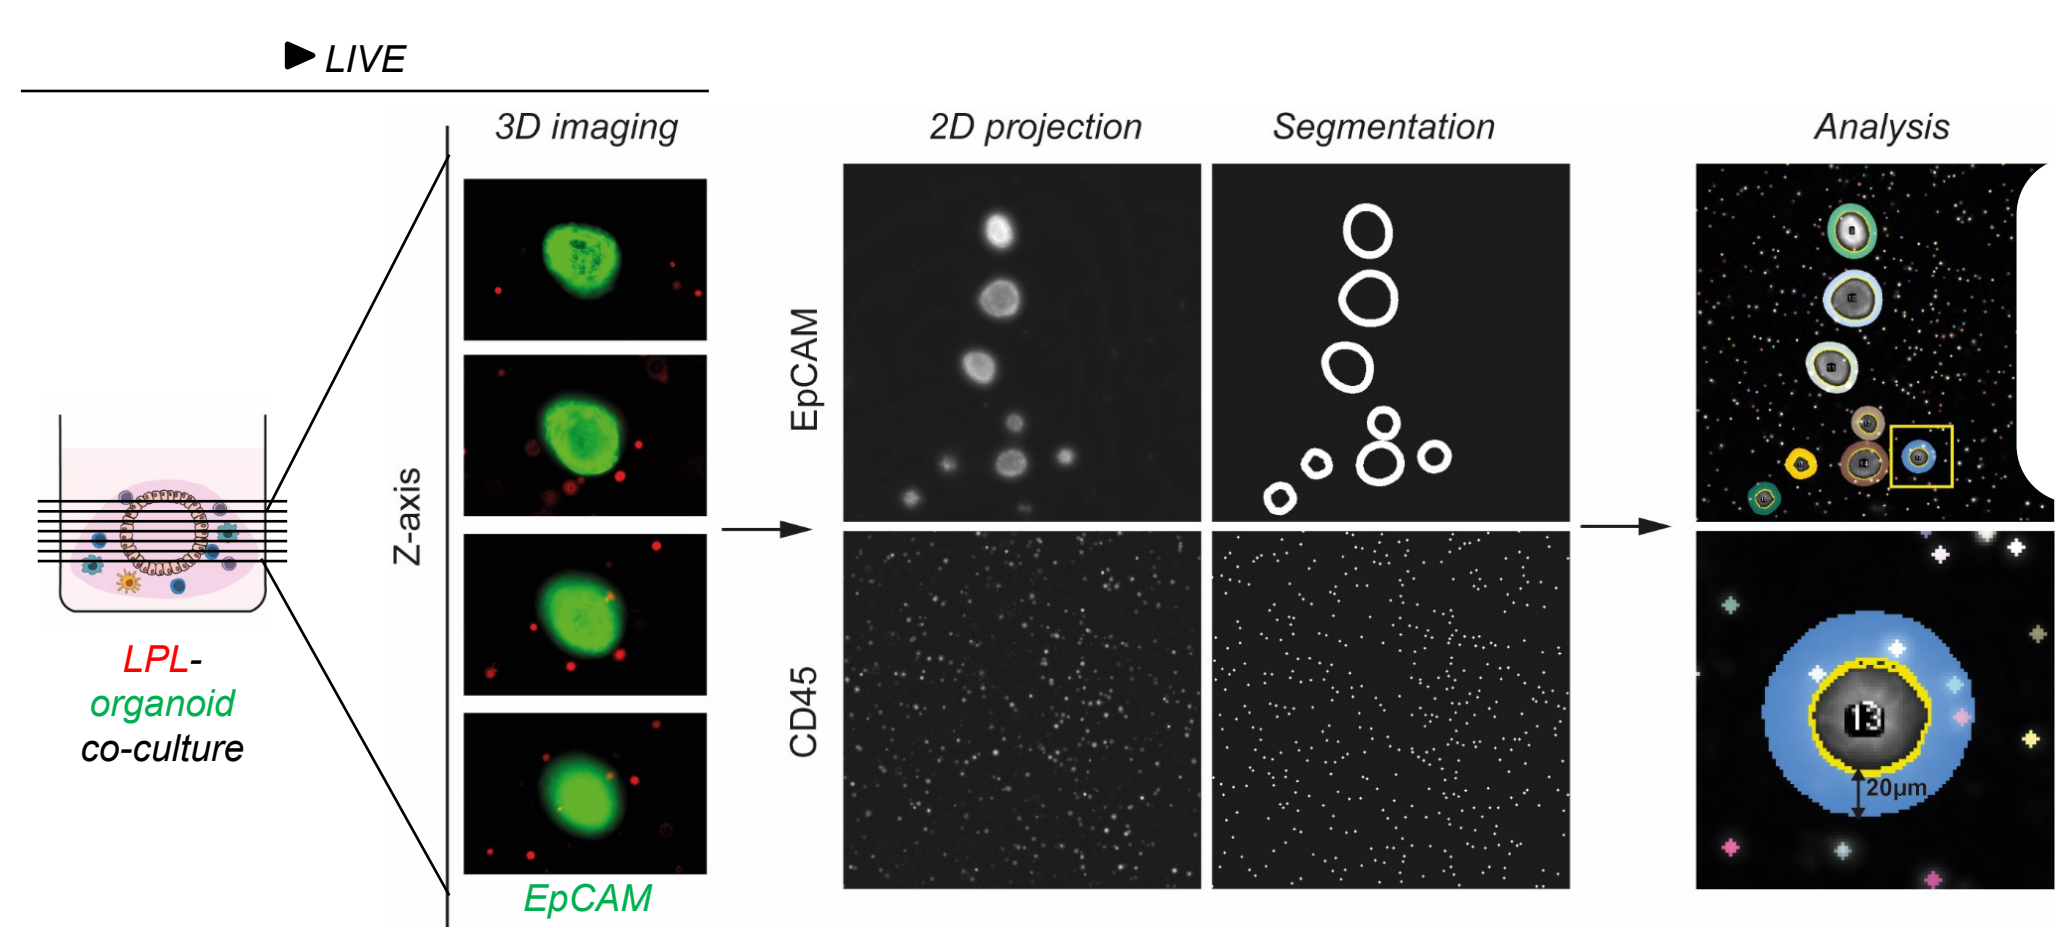 LIVE
3D imaging
2D projection
Segmentation
Analysis
Z-axis
EpCAM
CD45
LPL-
organoid
co-culture
EpCAM
13
20µm